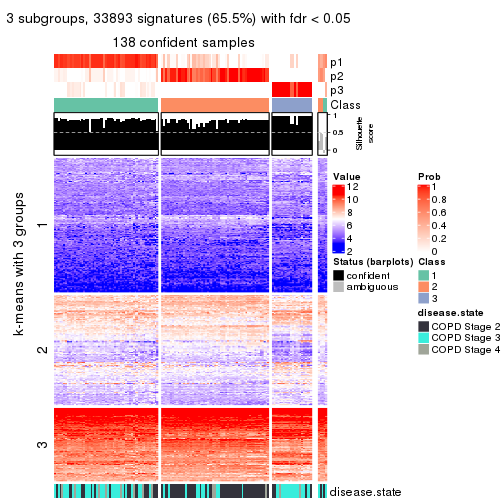 3 subgroups, 33893 signatures (65.5%) with fdr < 0.05
138 confident samples
p1
p2
p3
Class
1
0.5
0
Silhouette
score
k-means with 3 groups
1
2
3
disease.state
Value
12
10
8
6
4
2
Prob
1
0.8
0.6
0.4
0.2
0
Status (barplots)
confident
ambiguous
Class
1
2
3
disease.state
COPD Stage 2
COPD Stage 3
COPD Stage 4